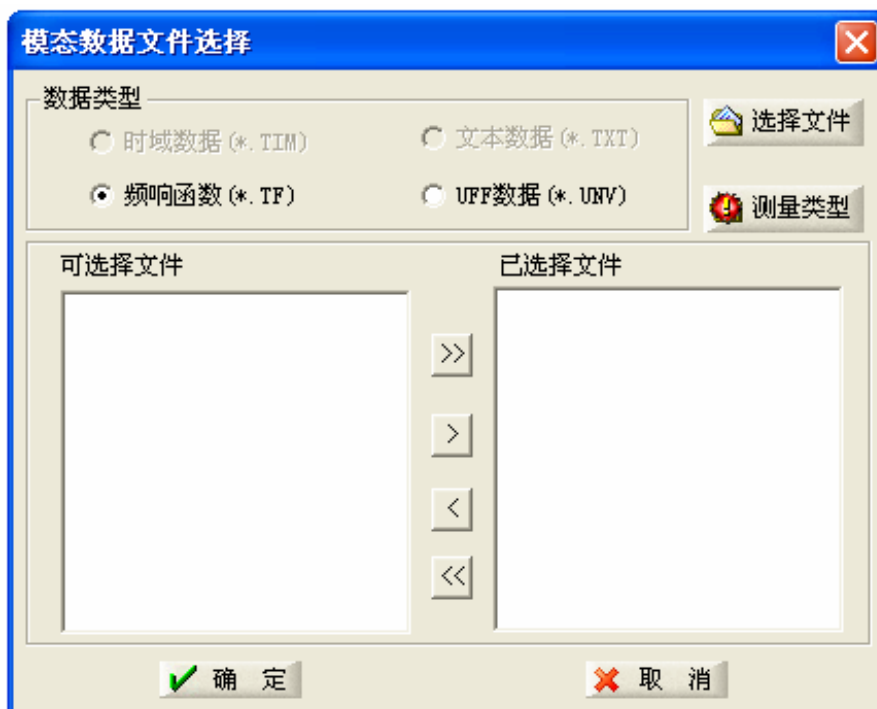 模态数据文件选择
数据类型
时域数据(*.TIM)
文本数据(*.TXT)
选择文件
频响函数(*.TF)
UFF数据(*.UNV)
测量类型
可选择文件
已选择文件
>>
>
<
<<
确 定
取 消